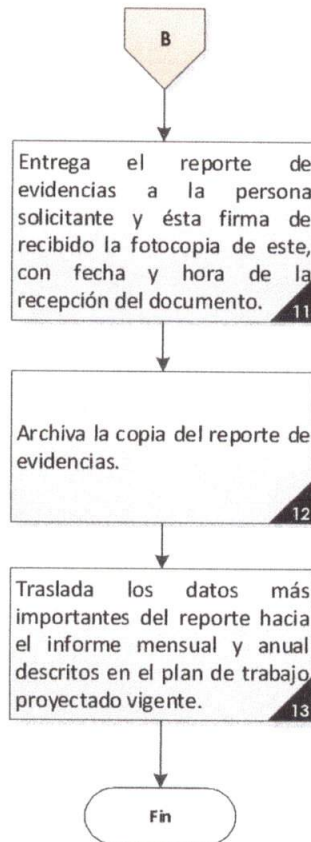 B
Entrega el reporte de
evidencias a la persona
solicitante y ésta firma de
recibido la fotocopia de este,
con fecha y hora de la
recepción del documento.
11
Archiva la copia del reporte de
evidencias.
12
Traslada los datos más
importantes del reporte hacia
el informe mensual y anual
descritos en el plan de trabajo
proyectado vigente.
13
Fin